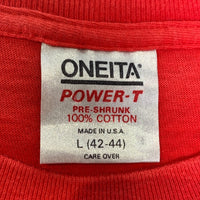 ONEITA®
POWER-T
PRE-SHRUNK
100% COTTON
MADE IN U.S.A.
L (42-44)
CARE OVER